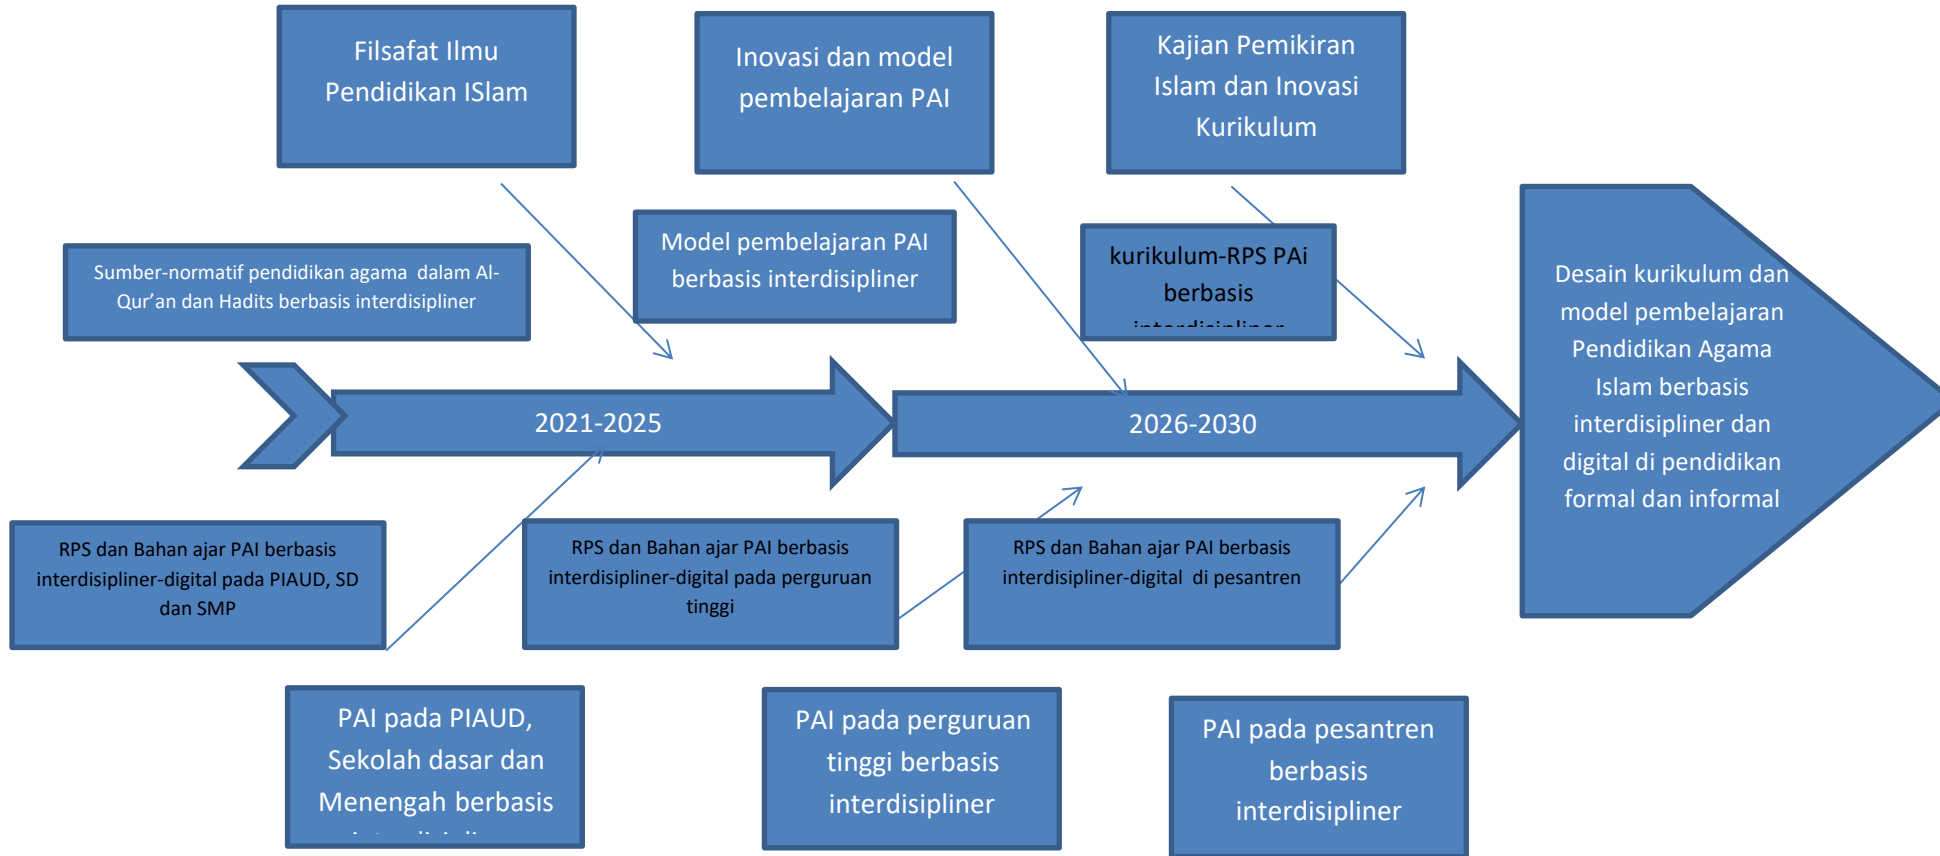 Filsafat Ilmu
Pendidikan ISlam
Inovasi dan model
pembelajaran PAI
Kajian Pemikiran
Islam dan Inovasi
Kurikulum
Sumber-normatif pendidikan agama dalam Al-
Qur’an dan Hadits berbasis interdisipliner
Model pembelajaran PAI
berbasis interdisipliner
kurikulum-RPS PAi
berbasis
2021-2025
2026-2030
Desain kurikulum dan
model pembelajaran
Pendidikan Agama
Islam berbasis
interdisipliner dan
digital di pendidikan
formal dan informal
RPS dan Bahan ajar PAI berbasis
interdisipliner-digital pada PIAUD, SD
dan SMP
RPS dan Bahan ajar PAI berbasis
interdisipliner-digital pada perguruan
tinggi
RPS dan Bahan ajar PAI berbasis
interdisipliner-digital di pesantren
PAI pada PIAUD,
Sekolah dasar dan
Menengah berbasis
PAI pada perguruan
tinggi berbasis
interdisipliner
PAI pada pesantren
berbasis
interdisipliner